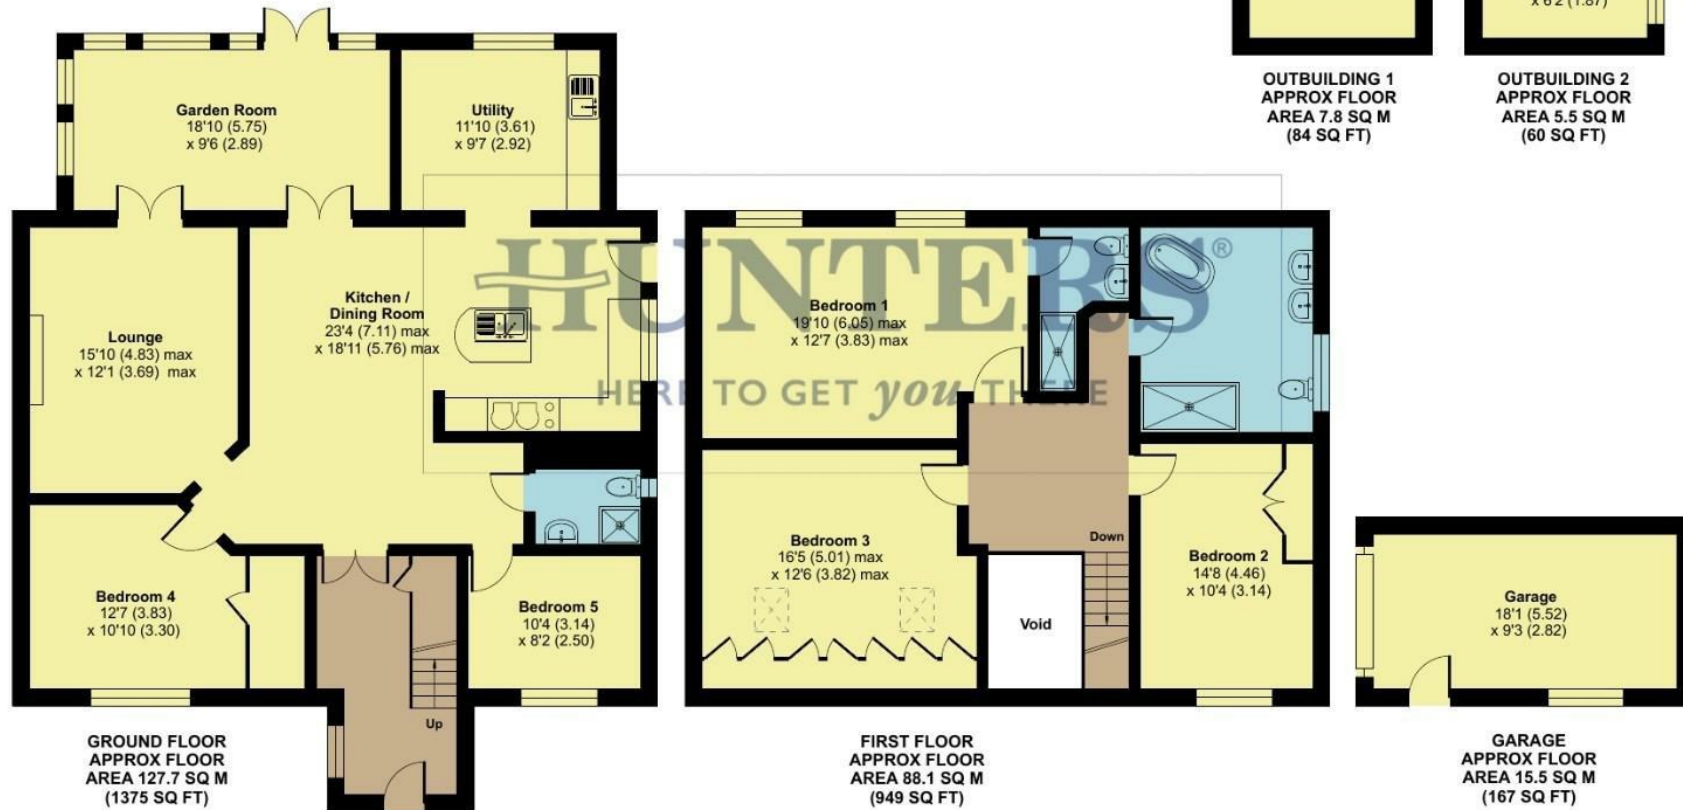 x 6'2 (1.87)
OUTBUILDING 1
APPROX FLOOR
AREA 7.8 SQ M
(84 SQ FT)
OUTBUILDING 2
APPROX FLOOR
AREA 5.5 SQ M
(60 SQ FT)
Garden Room
18'10 (5.75)
x 9'6 (2.89)
Utility
11'10 (3.61)
x 9'7 (2.92)
HUNTERS®
HERE TO GET you THERE
Lounge
15'10 (4.83) max
x 12'1 (3.69) max
Kitchen /
Dining Room
23'4 (7.11) max
x 18'11 (5.76) max
Bedroom 4
12'7 (3.83)
x 10'10 (3.30)
Bedroom 5
10'4 (3.14)
x 8'2 (2.50)
Up
GROUND FLOOR
APPROX FLOOR
AREA 127.7 SQ M
(1375 SQ FT)
Bedroom 1
19'10 (6.05) max
x 12'7 (3.83) max
Bedroom 3
16'5 (5.01) max
x 12'6 (3.82) max
Down
Void
Bedroom 2
14'8 (4.46)
x 10'4 (3.14)
FIRST FLOOR
APPROX FLOOR
AREA 88.1 SQ M
(949 SQ FT)
Garage
18'1 (5.52)
x 9'3 (2.82)
GARAGE
APPROX FLOOR
AREA 15.5 SQ M
(167 SQ FT)